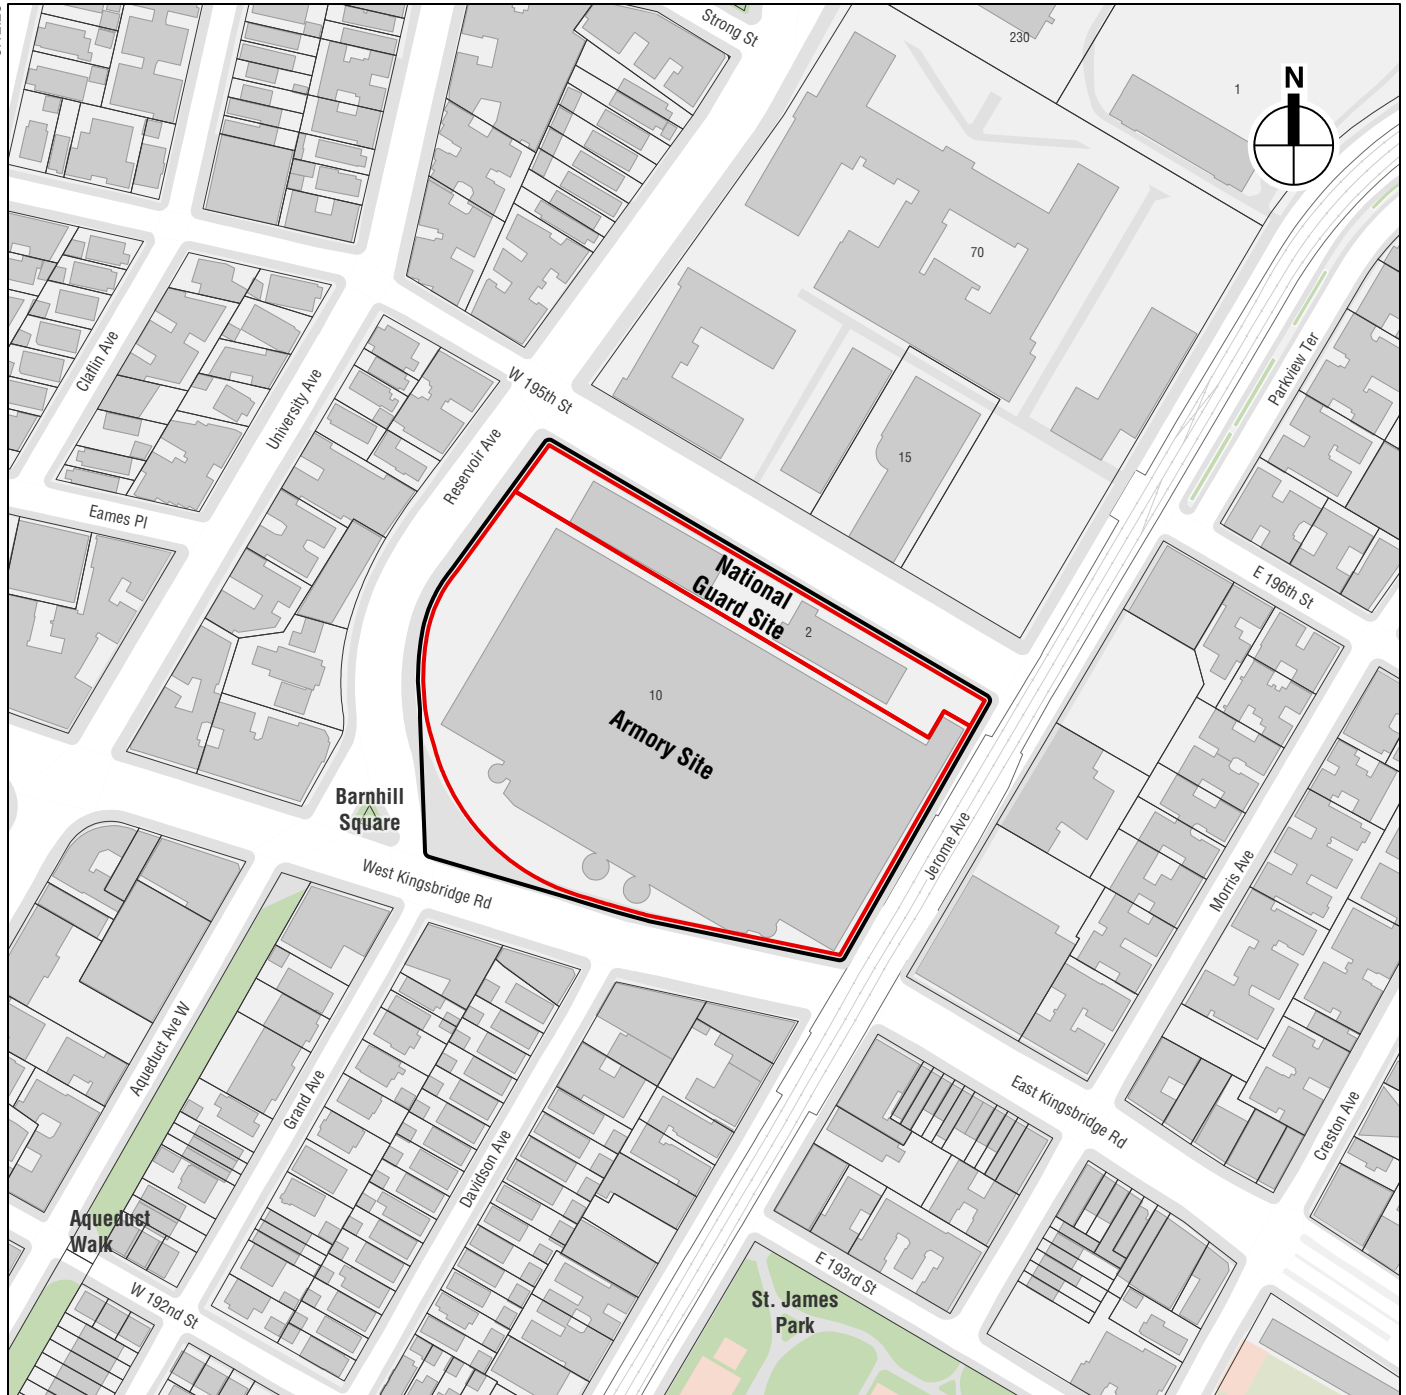 Strong St
230
1
N
70
Claflin Ave
University Ave
W 195th St
Reservoir Ave
Parkview Ter
15
Eames Pl
E 196th St
National
Guard Site
2
10
Armory Site
Barnhill
Square
Jerome Ave
West Kingsbridge Rd
Morris Ave
Aqueduct Ave W
Grand Ave
Davidson Ave
East Kingsbridge Rd
Creston Ave
Aqueduct
Walk
W 192nd St
E 193rd St
St. James
Park